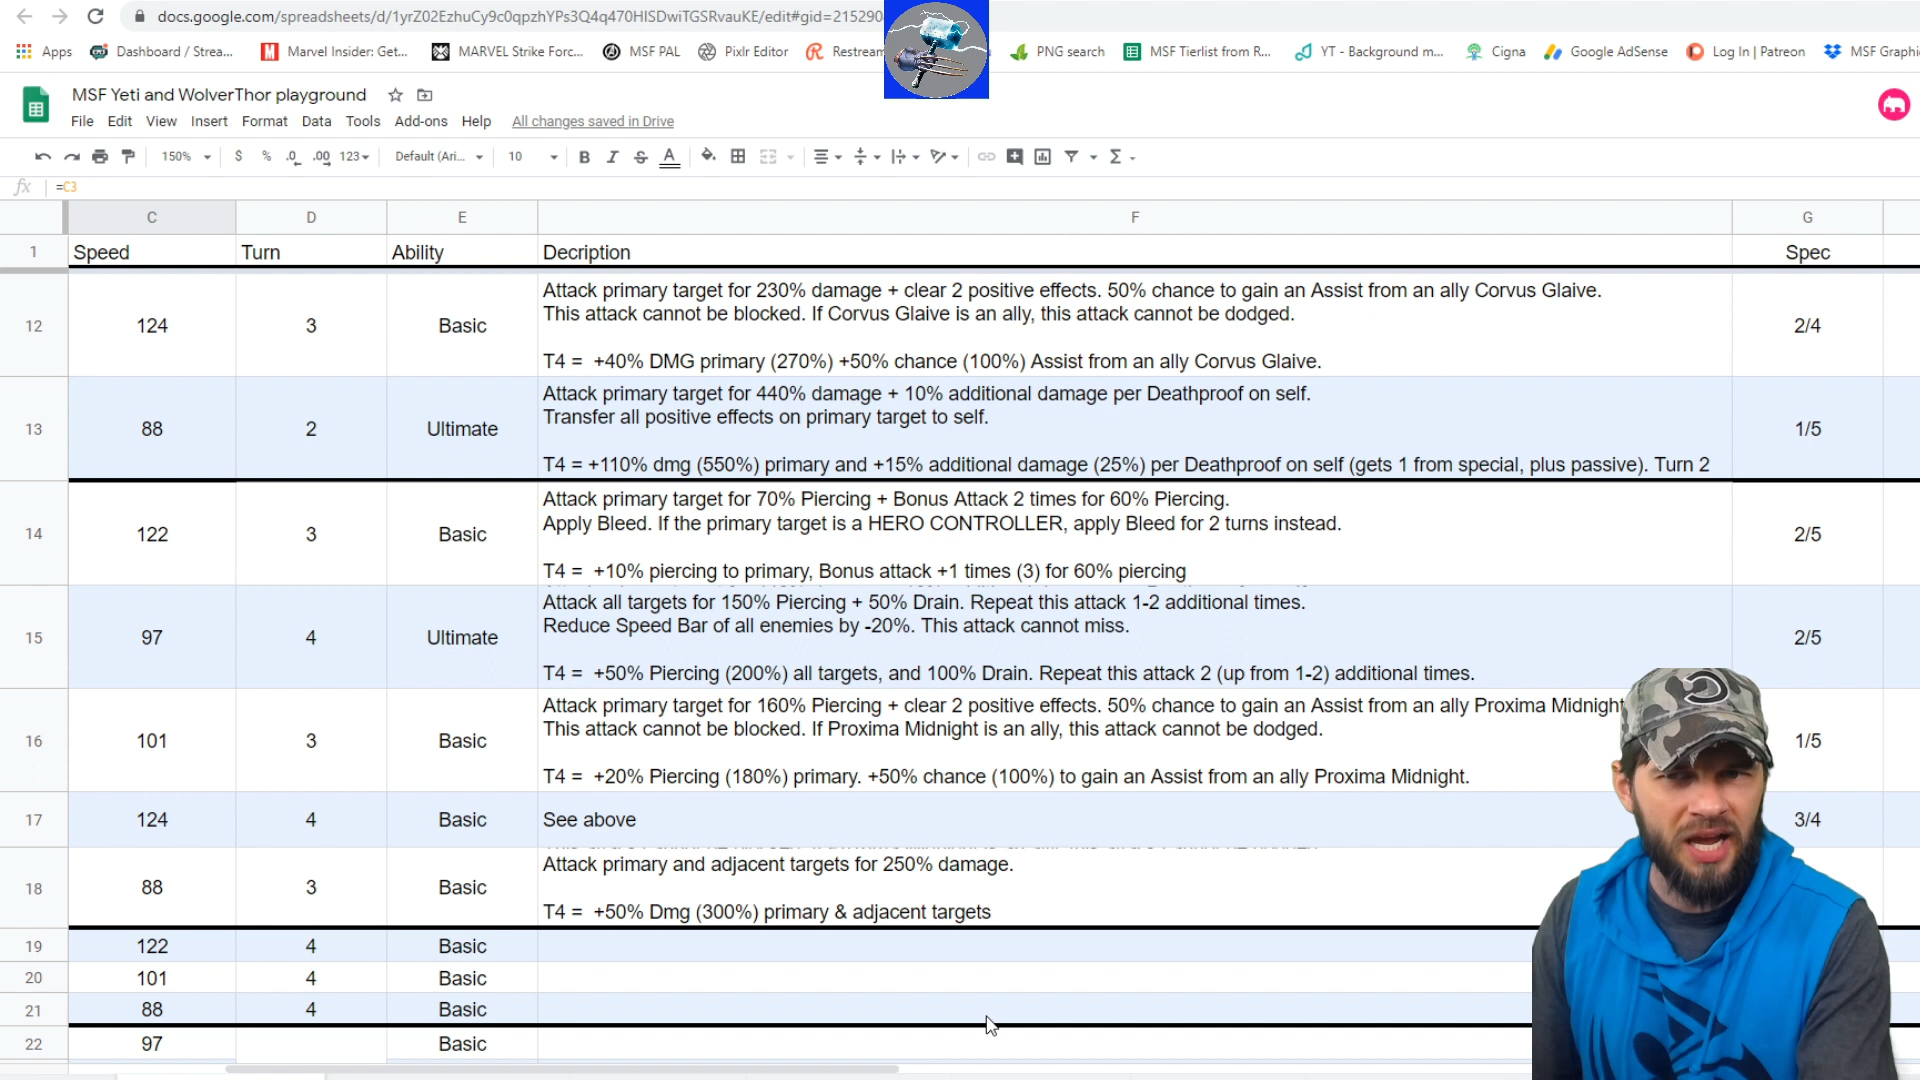 docs.google.com/spreadsheets/d/1yrZ02EzhuCy9c0qpzhYPs3Q4q470HISDwiTGSRvauKE/edit#gid=215290
Apps Dashboard / Strea... Marvel Insider: Get... MARVEL Strike Forc... MSF PAL Pixlr Editor Restream PNG search MSF Tierlist from R... YT - Background m... Cigna Google AdSense Log In | Patreon MSF Graphi
MSF Yeti and WolverThor playground
File Edit View Insert Format Data Tools Add-ons Help All changes saved in Drive
150% $ % .0 .00 123 Default (Ari... 10 B I S A
fx =C3
C D E F G
1 Speed Turn Ability Decription Spec
12 124 3 Basic 2/4
Attack primary target for 230% damage + clear 2 positive effects. 50% chance to gain an Assist from an ally Corvus Glaive.
This attack cannot be blocked. If Corvus Glaive is an ally, this attack cannot be dodged.
T4 = +40% DMG primary (270%) +50% chance (100%) Assist from an ally Corvus Glaive.
13 88 2 Ultimate 1/5
Attack primary target for 440% damage + 10% additional damage per Deathproof on self.
Transfer all positive effects on primary target to self.
T4 = +110% dmg (550%) primary and +15% additional damage (25%) per Deathproof on self (gets 1 from special, plus passive). Turn 2
14 122 3 Basic 2/5
Attack primary target for 70% Piercing + Bonus Attack 2 times for 60% Piercing.
Apply Bleed. If the primary target is a HERO CONTROLLER, apply Bleed for 2 turns instead.
T4 = +10% piercing to primary, Bonus attack +1 times (3) for 60% piercing
15 97 4 Ultimate 2/5
Attack all targets for 150% Piercing + 50% Drain. Repeat this attack 1-2 additional times.
Reduce Speed Bar of all enemies by -20%. This attack cannot miss.
T4 = +50% Piercing (200%) all targets, and 100% Drain. Repeat this attack 2 (up from 1-2) additional times.
16 101 3 Basic 1/5
Attack primary target for 160% Piercing + clear 2 positive effects. 50% chance to gain an Assist from an ally Proxima Midnight
This attack cannot be blocked. If Proxima Midnight is an ally, this attack cannot be dodged.
T4 = +20% Piercing (180%) primary. +50% chance (100%) to gain an Assist from an ally Proxima Midnight.
17 124 4 Basic See above 3/4
18 88 3 Basic
Attack primary and adjacent targets for 250% damage.
T4 = +50% Dmg (300%) primary & adjacent targets
19 122 4 Basic
20 101 4 Basic
21 88 4 Basic
22 97 Basic